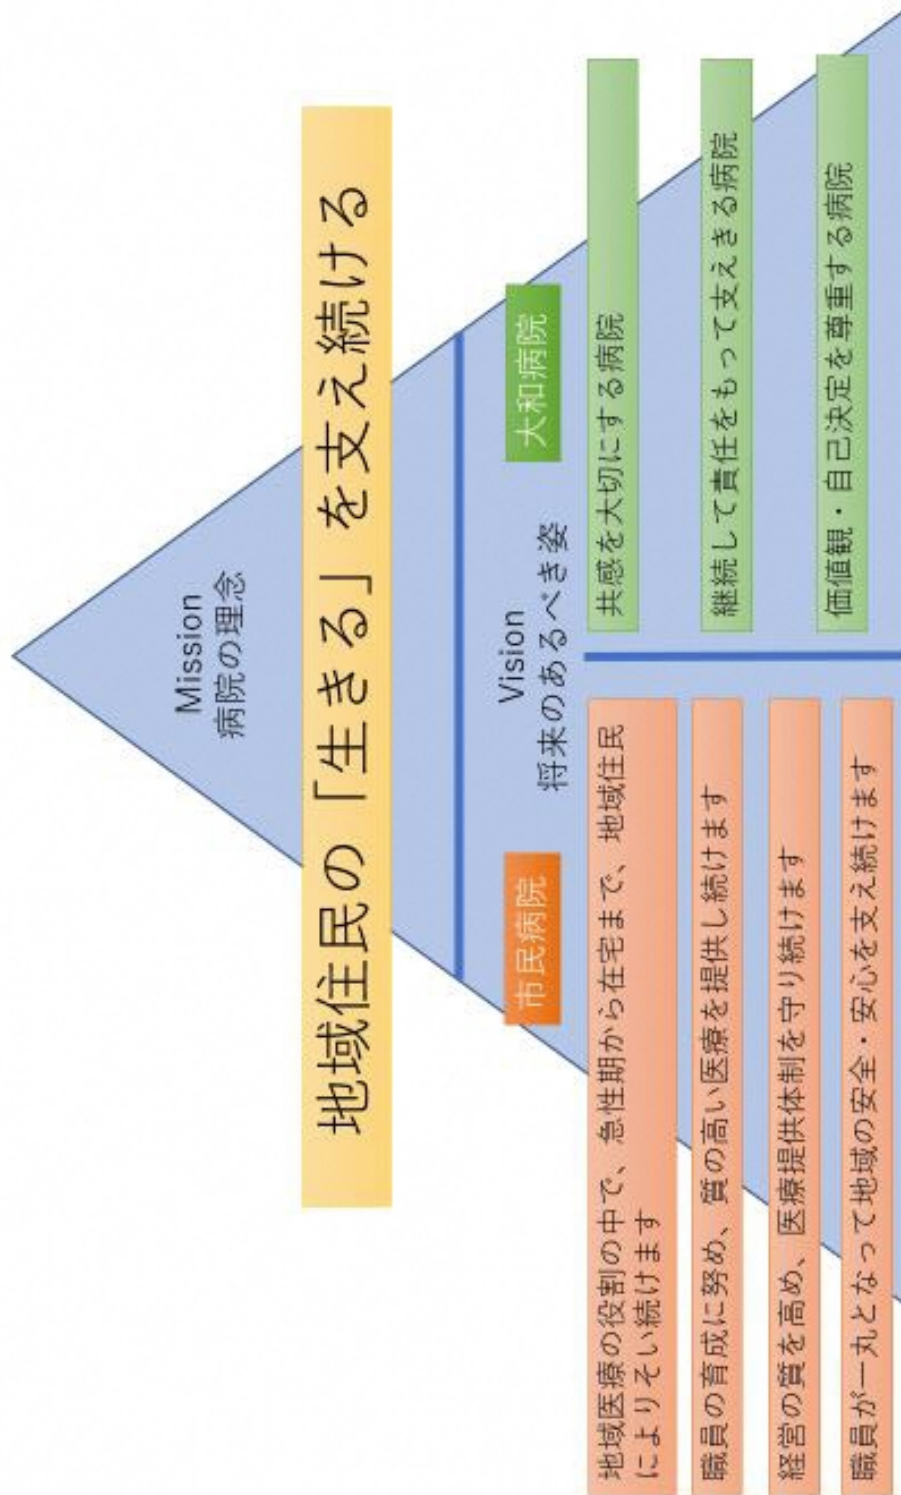 Mission
病院の理念
地域住民の「生きる」を支え続ける
Vision
将来のあるべき姿
市民病院
地域医療の役割の中で、急性期から在宅まで、地域住民
によりそい続けます
職員の育成に努め、質の高い医療を提供し続けます
経営の質を高め、医療提供体制を守り続けます
職員が一丸となって地域の安全・安心を支え続けます
大和病院
共感を大切にする病院
継続して責任をもって支えきる病院
価値観・自己決定を尊重する病院